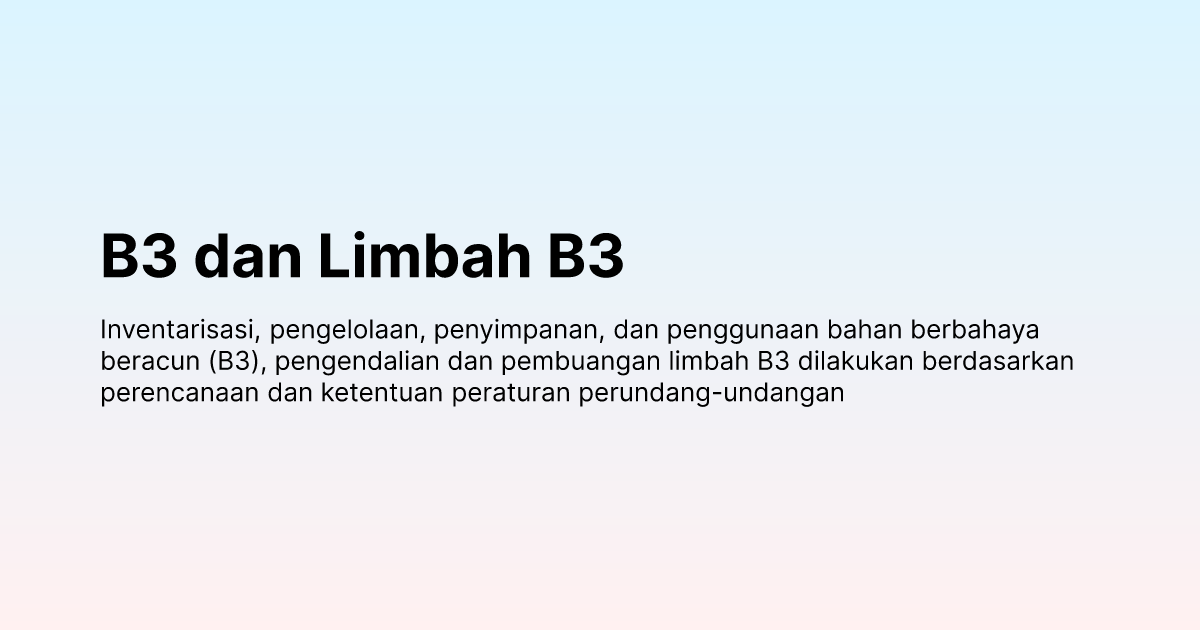 B3 dan Limbah B3
Inventarisasi, pengelolaan, penyimpanan, dan penggunaan bahan berbahaya
beracun (B3), pengendalian dan pembuangan limbah B3 dilakukan berdasarkan
perencanaan dan ketentuan peraturan perundang-undangan